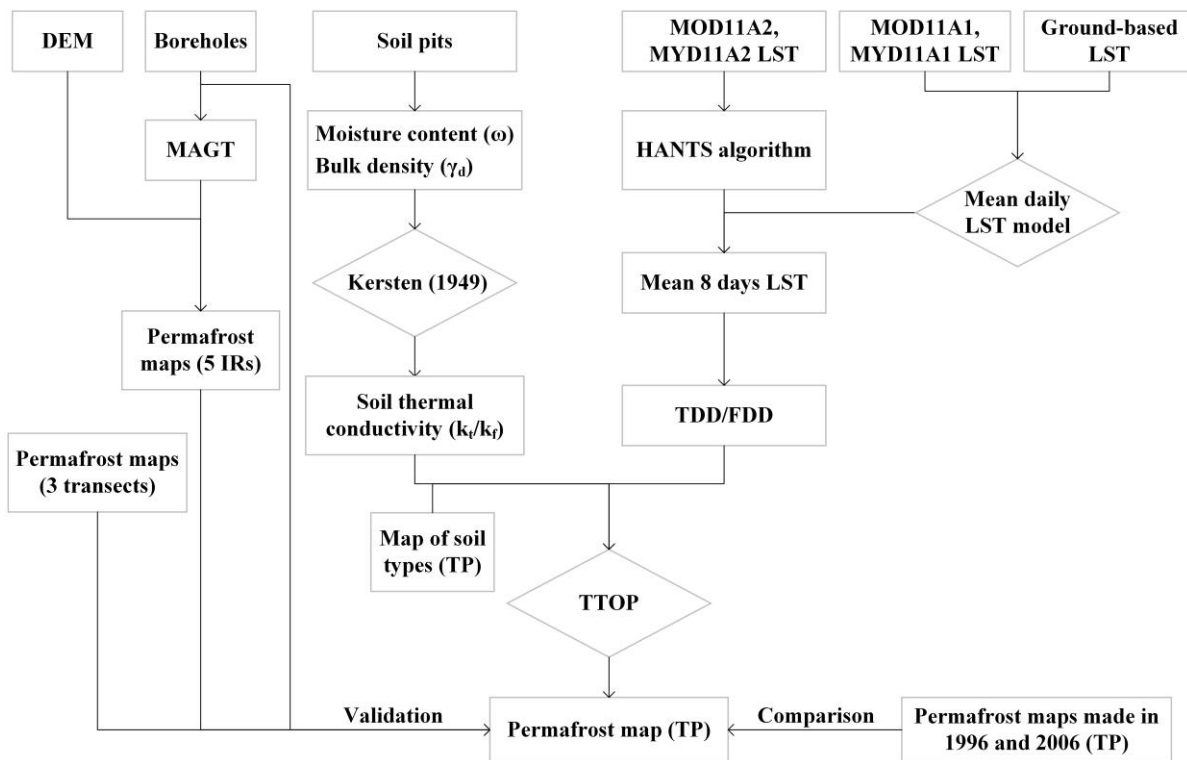 DEM
Boreholes
Soil pits
MOD11A2,
MYD11A2 LST
MOD11A1,
MYD11A1 LST
Ground-based
LST
MAGT
Moisture content (ω)
Bulk density (γd)
HANTS algorithm
Mean daily
LST model
Kersten (1949)
Mean 8 days LST
Permafrost
maps (5 IRs)
Soil thermal
conductivity (kt/kf)
TDD/FDD
Permafrost maps
(3 transects)
Map of soil
types (TP)
TTOP
Validation
Permafrost map (TP)
Comparison
Permafrost maps made in
1996 and 2006 (TP)